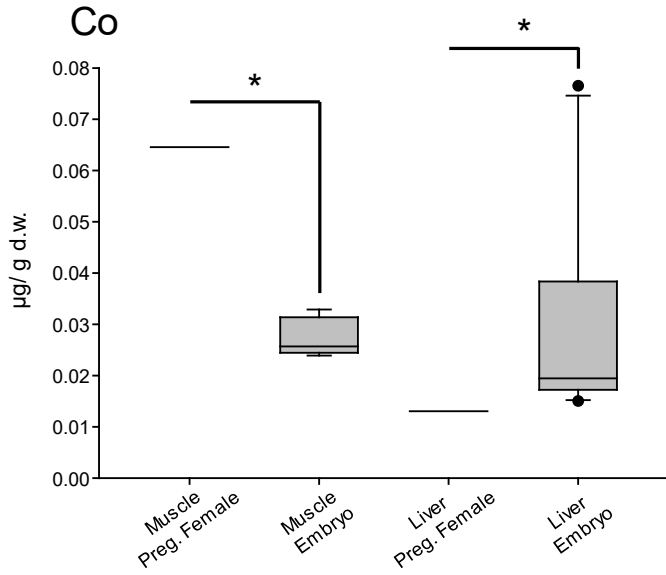 Co
*
*
0.08
0.07
0.06
0.05
0.04
0.03
0.02
0.01
0.00
µg/ g d.w.
Muscle
Preg. Female
Muscle
Embryo
Liver
Preg. Female
Liver
Embryo